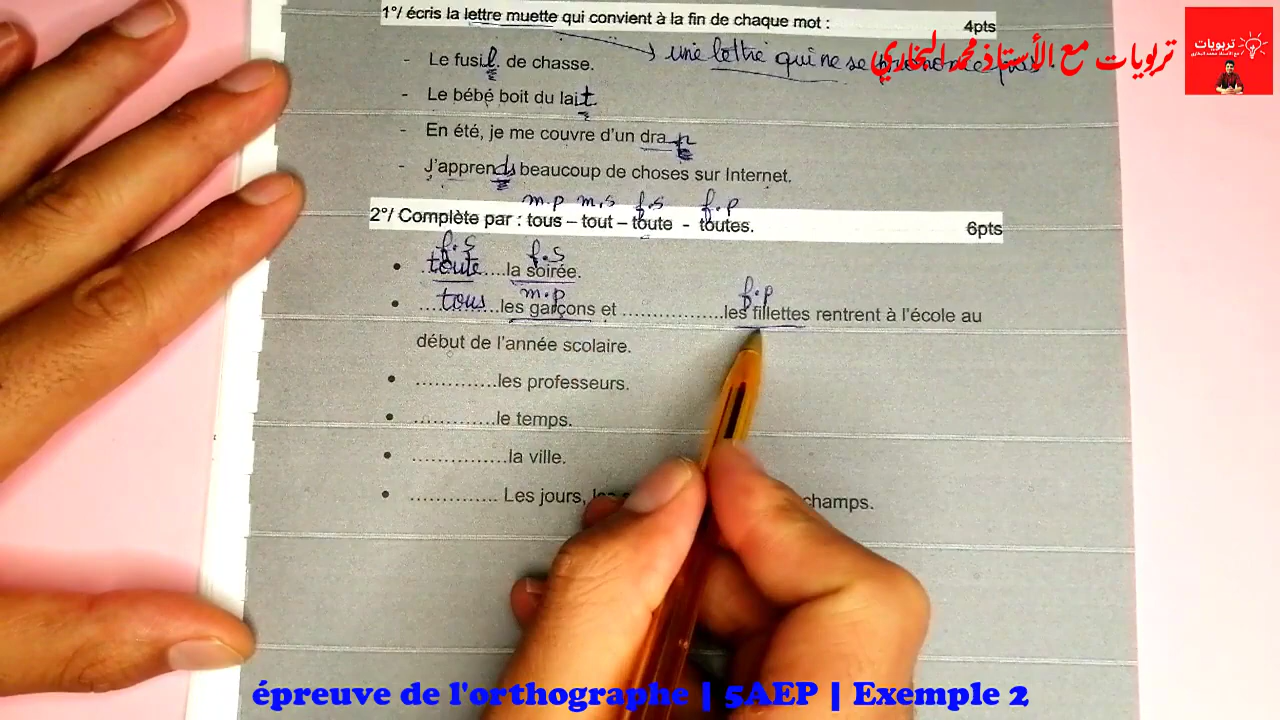 1°/ écris la lettre muette qui convient à la fin de chaque mot : 4pts
→ une lettre qui ne se prononce pas
تربويات مع الأستاذ محمد البخاري
تربويات
- Le fusil. de chasse.
- Le bébé boit du lait
- En été, je me couvre d'un drap
- J'apprends beaucoup de choses sur Internet.
m.p m.s f.s f.p
2°/ Complète par : tous – tout – toute - toutes. 6pts
f.s f.s
• toute....la soirée.
m.p f.p
• ....tous....les garçons et .................les fillettes rentrent à l'école au
début de l'année scolaire.
• .............les professeurs.
• .............le temps.
• ...............la ville.
• .............. Les jours, champs.
épreuve de l'orthographe | 5AEP | Exemple 2